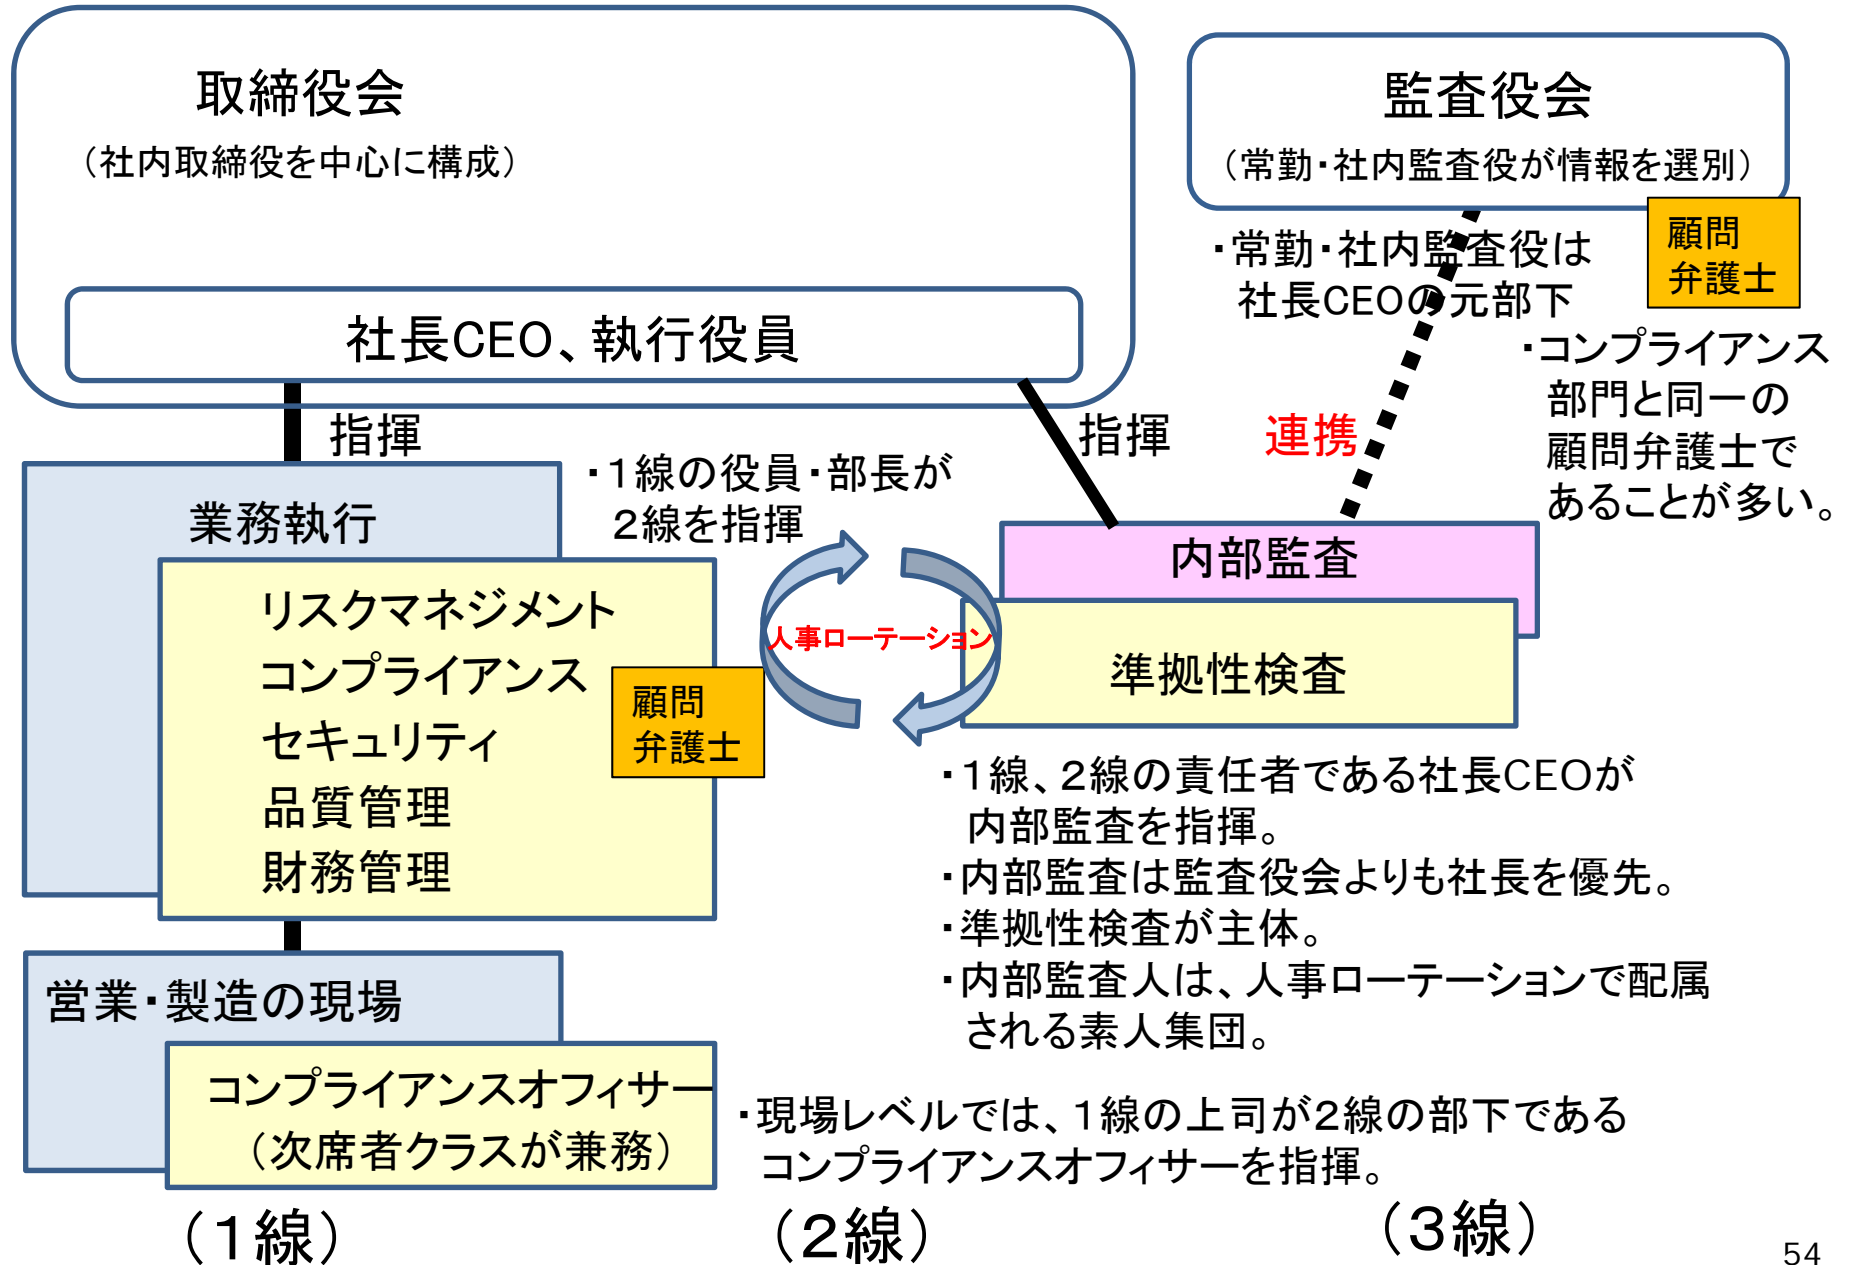 取締役会
（社内取締役を中心に構成）
社長CEO、執行役員
監査役会
（常勤・社内監査役が情報を選別）
顧問
弁護士
・常勤・社内監査役は
社長CEOの元部下
・コンプライアンス
部門と同一の
顧問弁護士で
あることが多い。
指揮
指揮
連携
・１線の役員・部長が
２線を指揮
業務執行
リスクマネジメント
コンプライアンス
セキュリティ
品質管理
財務管理
顧問
弁護士
人事ローテーション
内部監査
準拠性検査
・１線、２線の責任者である社長CEOが
内部監査を指揮。
・内部監査は監査役会よりも社長を優先。
・準拠性検査が主体。
・内部監査人は、人事ローテーションで配属
される素人集団。
営業・製造の現場
コンプライアンスオフィサー
（次席者クラスが兼務）
・現場レベルでは、１線の上司が２線の部下である
コンプライアンスオフィサーを指揮。
（１線）
（２線）
（３線）
54